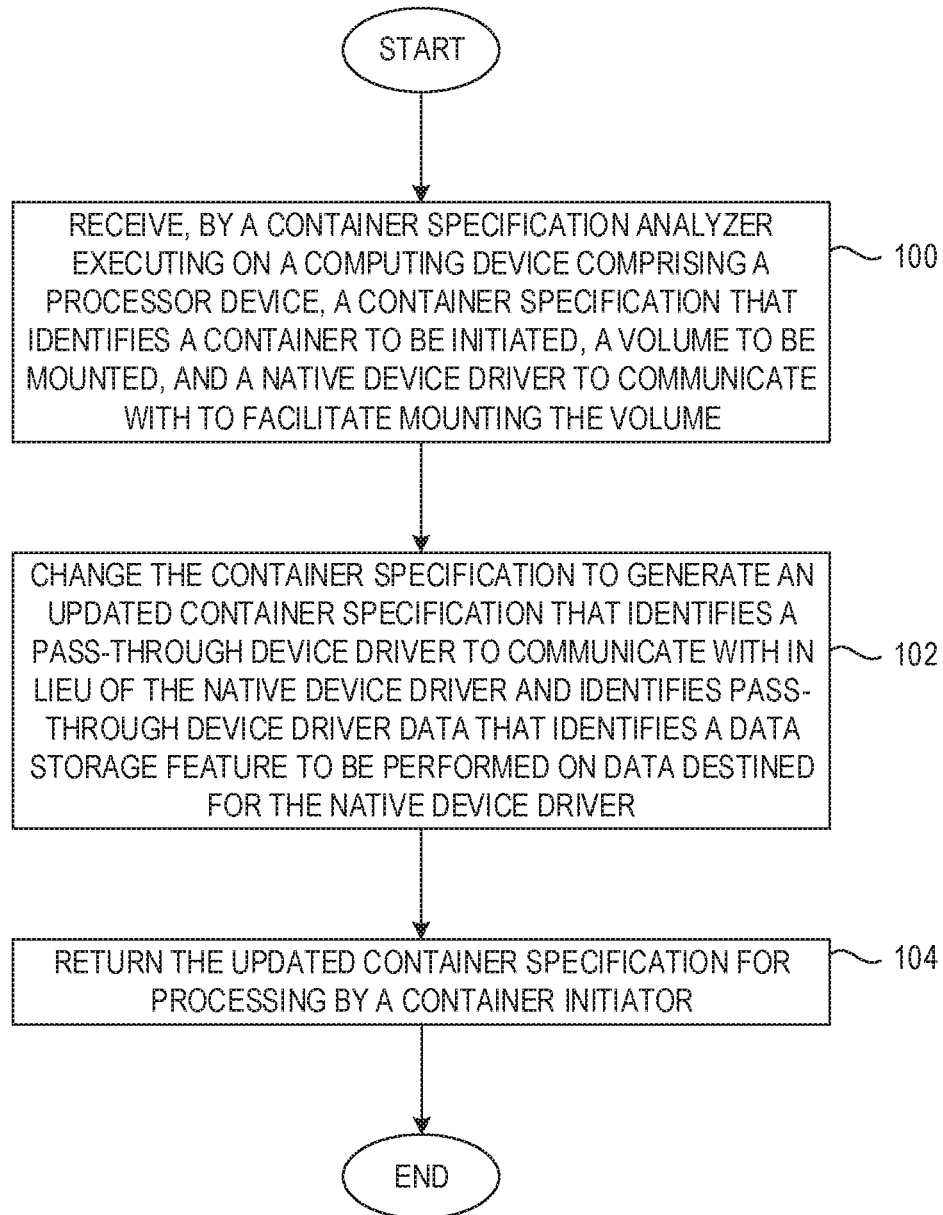 START
RECEIVE, BY A CONTAINER SPECIFICATION ANALYZER
EXECUTING ON A COMPUTING DEVICE COMPRISING A
PROCESSOR DEVICE, A CONTAINER SPECIFICATION THAT
IDENTIFIES A CONTAINER TO BE INITIATED, A VOLUME TO BE
MOUNTED, AND A NATIVE DEVICE DRIVER TO COMMUNICATE
WITH TO FACILITATE MOUNTING THE VOLUME
100
CHANGE THE CONTAINER SPECIFICATION TO GENERATE AN
UPDATED CONTAINER SPECIFICATION THAT IDENTIFIES A
PASS-THROUGH DEVICE DRIVER TO COMMUNICATE WITH IN
LIEU OF THE NATIVE DEVICE DRIVER AND IDENTIFIES PASS-
THROUGH DEVICE DRIVER DATA THAT IDENTIFIES A DATA
STORAGE FEATURE TO BE PERFORMED ON DATA DESTINED
FOR THE NATIVE DEVICE DRIVER
102
RETURN THE UPDATED CONTAINER SPECIFICATION FOR
PROCESSING BY A CONTAINER INITIATOR
104
END